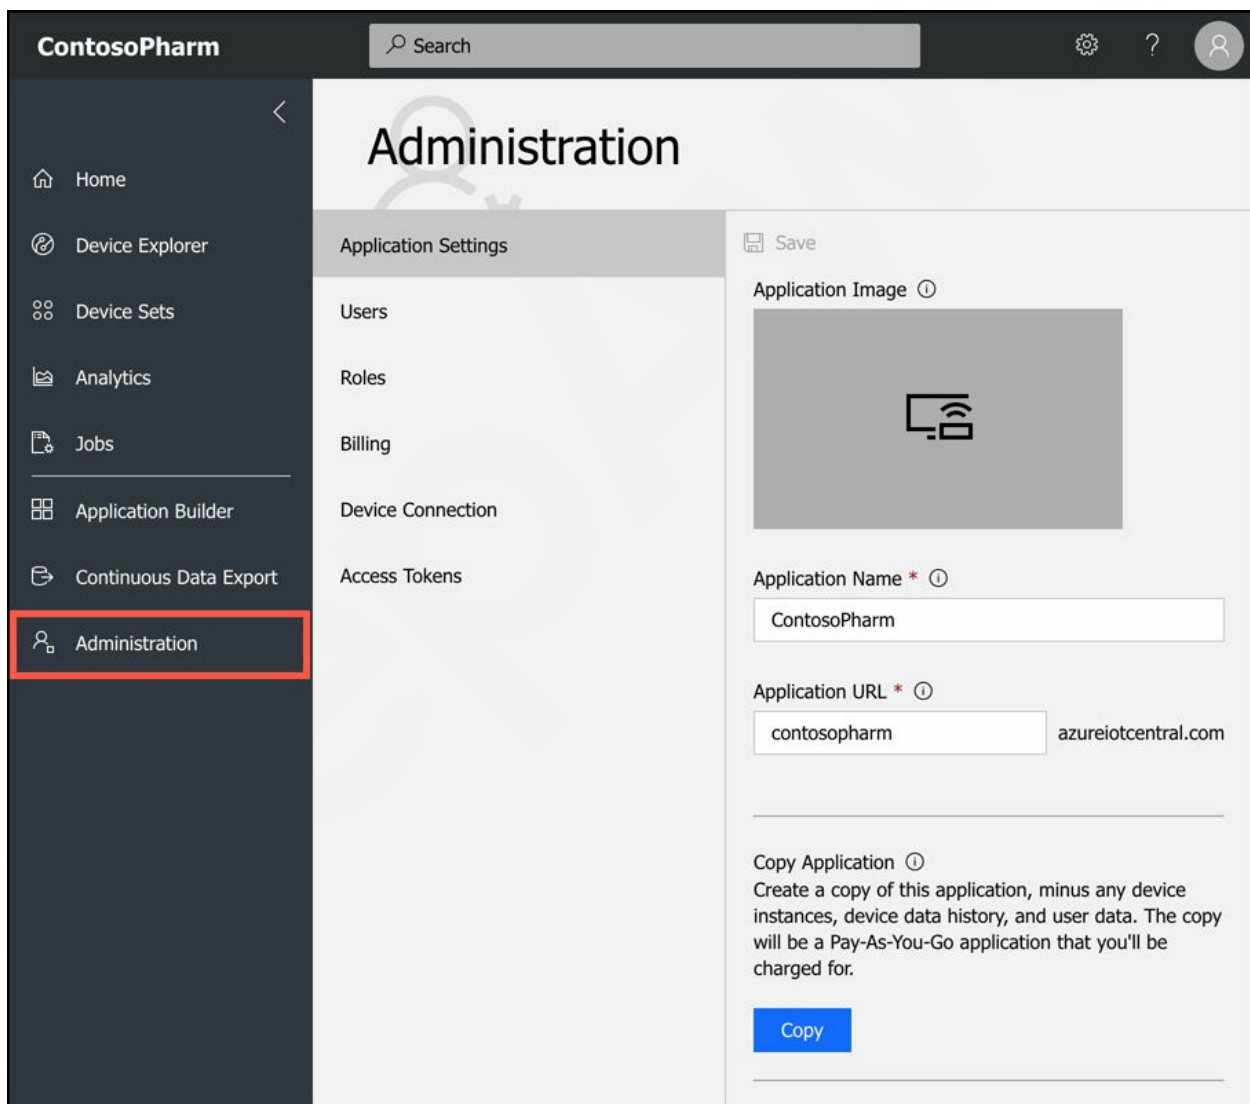 ContosoPharm
Search
?
Administration
Home
Device Explorer
Device Sets
Analytics
Jobs
Application Builder
Continuous Data Export
Administration
Application Settings
Users
Roles
Billing
Device Connection
Access Tokens
Save
Application Image
Application Name *
ContosoPharm
Application URL *
contosopharm
azureiotcentral.com
Copy Application
Create a copy of this application, minus any device
instances, device data history, and user data. The copy
will be a Pay-As-You-Go application that you'll be
charged for.
Copy